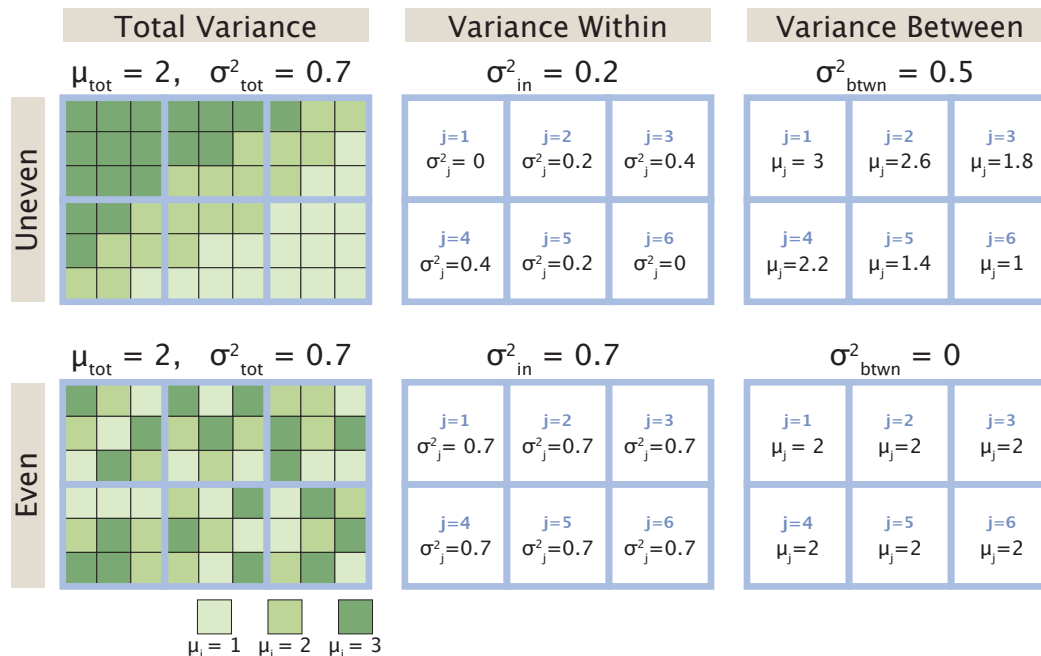 Total Variance Variance Within Variance Between
μtot = 2, σ²tot = 0.7 σ²in = 0.2 σ²btwn = 0.5
Uneven
j=1 j=2 j=3 j=1 j=2 j=3
σ²j= 0 σ²j=0.2 σ²j=0.4 μj = 3 μj=2.6 μj=1.8
j=4 j=5 j=6 j=4 j=5 j=6
σ²j=0.4 σ²j=0.2 σ²j=0 μj=2.2 μj=1.4 μj=1
μtot = 2, σ²tot = 0.7 σ²in = 0.7 σ²btwn = 0
Even
j=1 j=2 j=3 j=1 j=2 j=3
σ²j= 0.7 σ²j=0.7 σ²j=0.7 μj = 2 μj=2 μj=2
j=4 j=5 j=6 j=4 j=5 j=6
σ²j=0.7 σ²j=0.7 σ²j=0.7 μj=2 μj=2 μj=2
μi = 1 μi = 2 μi = 3